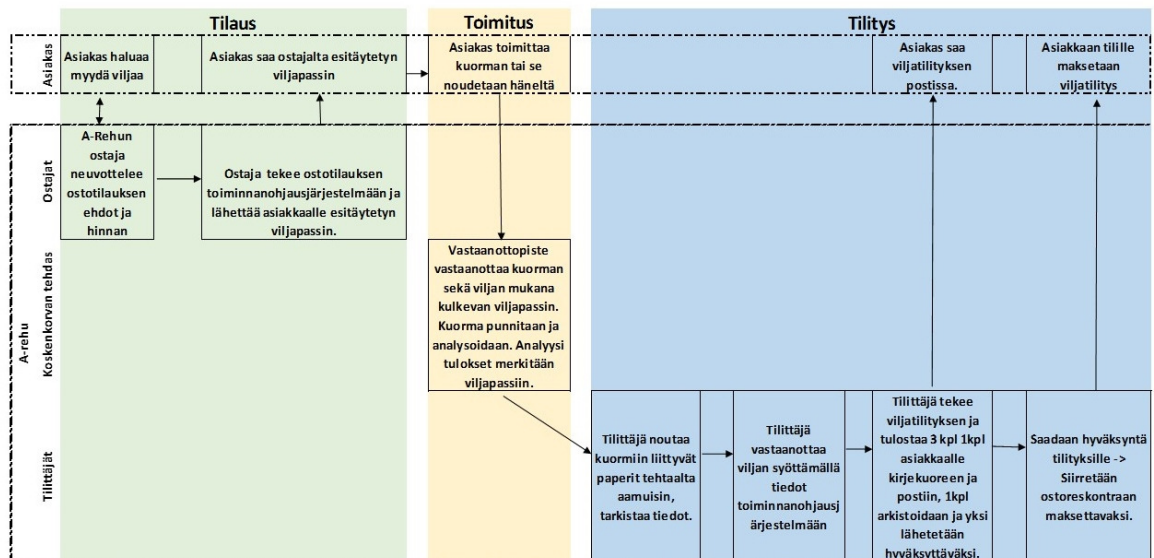 Tilaus
Toimitus
Tilitys
Asiakas
Asiakas haluaa
myydä viljaa
Asiakas saa ostajalta esitäytetyn
viljapassin
Asiakas toimittaa
kuorman tai se
noudetaan häneltä
Asiakas saa
viljatilityksen
postissa.
Asiakkaan tilille
maksetaan
viljatilitys
A-rehu
Ostajat
A-Rehun
ostaja
neuvottelee
ostotilauksen
ehdot ja
hinnan
Ostaja tekee ostotilauksen
toiminnanohjausjärjestelmään ja
lähettää asiakkaalle esitäytetyn
viljapassin.
Koskenkorvan tehdas
Vastaanottopiste
vastaanottaa kuorman
sekä viljan mukana
kulkevan viljapassin.
Kuorma punnitaan ja
analysoidaan. Analyysi
tulokset merkitään
viljapassiin.
Tilittäjät
Tilittäjä noutaa
kuormiin liittyvät
paperit tehtaalta
aamuisin,
tarkistaa tiedot.
Tilittäjä
vastaanottaa
viljan syöttämällä
tiedot
toiminnanohjausj
ärjestelmään
Tilittäjä tekee
viljatilityksen ja
tulostaa 3 kpl 1kpl
asiakkaalle
kirjekuoreen ja
postiin, 1kpl
arkistoidaan ja yksi
lähetetään
hyväksyttäväksi.
Saadaan hyväksyntä
tilityksille ->
Siirretään
ostoreskontraan
maksettavaksi.